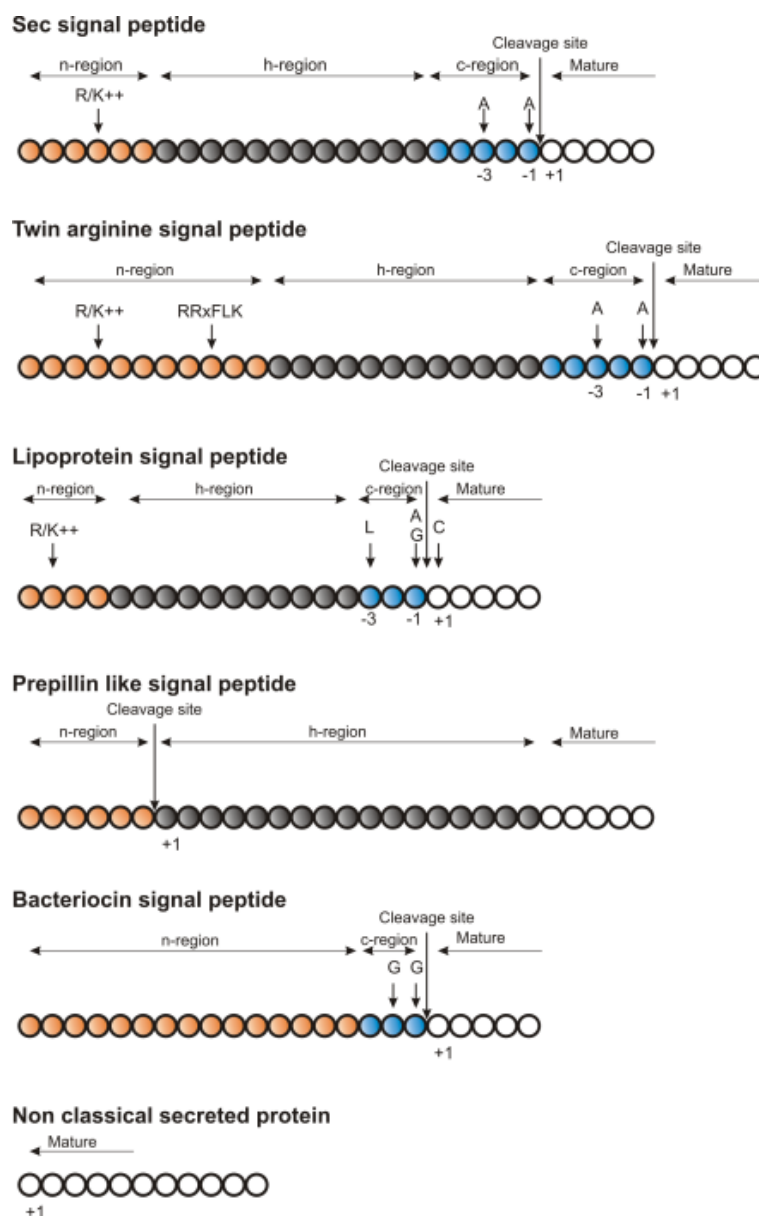 Sec signal peptide
Cleavage site
n-region h-region c-region Mature
R/K++ A A
-3 -1 +1
Twin arginine signal peptide
Cleavage site
n-region h-region c-region Mature
R/K++ RRxFLK A A
-3 -1 +1
Lipoprotein signal peptide
Cleavage site
n-region h-region c-region Mature
R/K++ L A G C
-3 -1 +1
Prepillin like signal peptide
Cleavage site
n-region h-region Mature
+1
Bacteriocin signal peptide
Cleavage site
n-region c-region Mature
G G
+1
Non classical secreted protein
Mature
+1